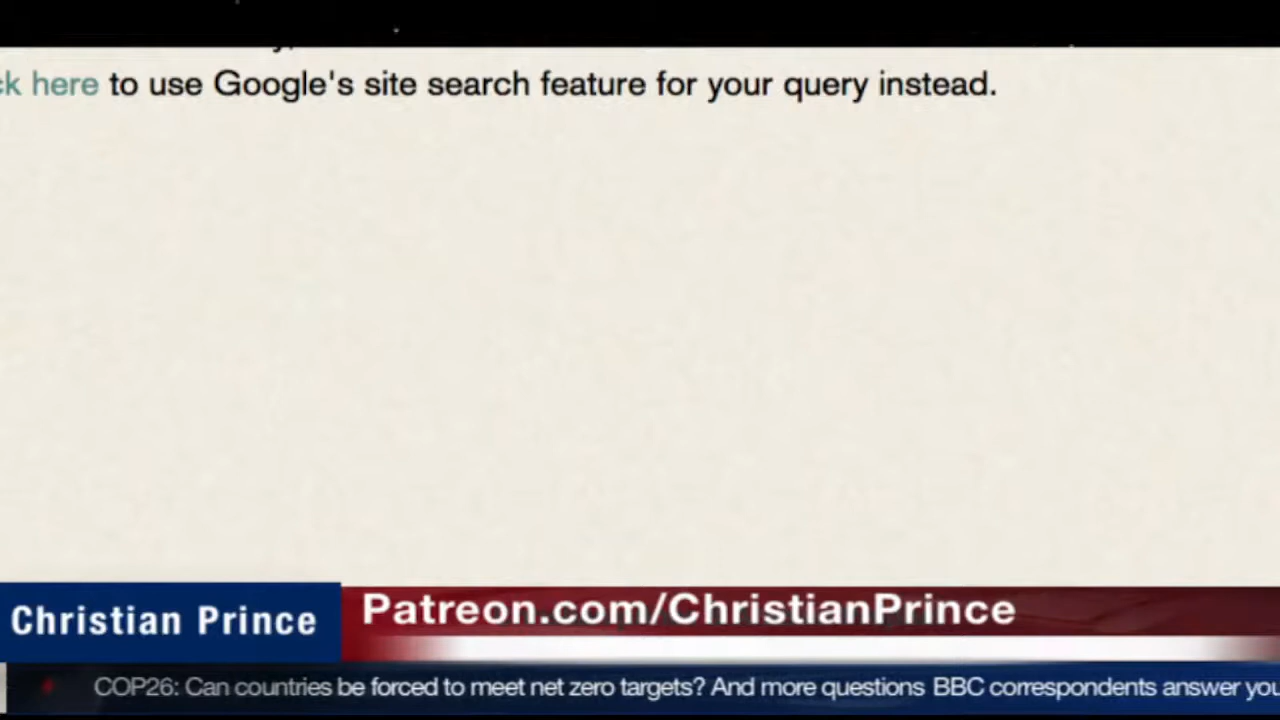 ck here to use Google's site search feature for your query instead.
Christian Prince
Patreon.com/ChristianPrince
COP26: Can countries be forced to meet net zero targets? And more questions BBC correspondents answer you